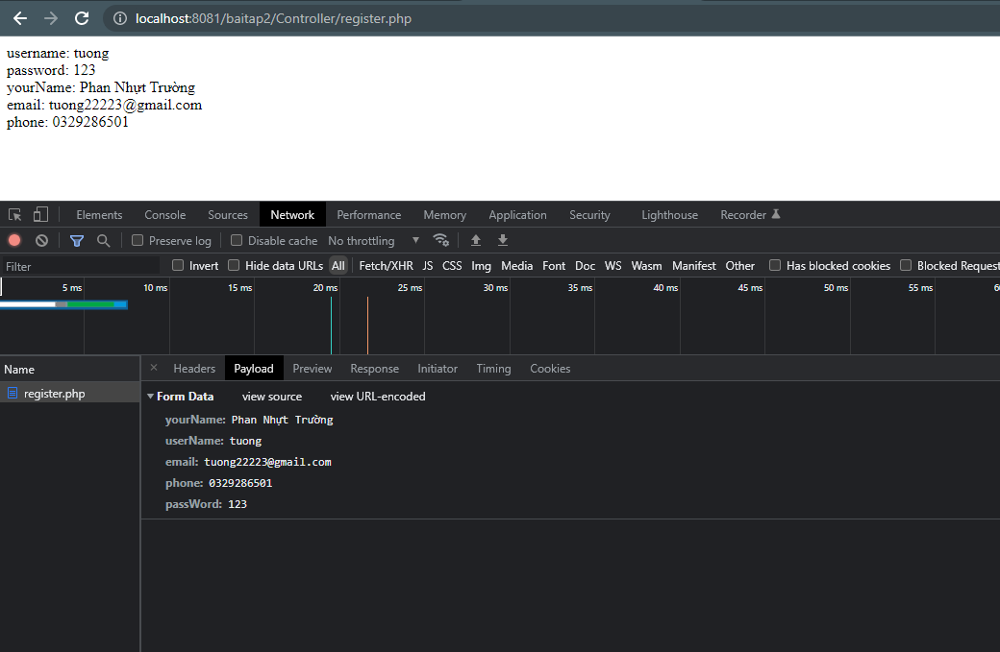 localhost:8081/baitap2/Controller/register.php
username: tuong
password: 123
yourName: Phan Nhựt Trường
email: tuong22223@gmail.com
phone: 0329286501
Elements Console Sources Network Performance Memory Application Security Lighthouse Recorder
Preserve log Disable cache No throttling
Filter Invert Hide data URLs All Fetch/XHR JS CSS Img Media Font Doc WS Wasm Manifest Other Has blocked cookies Blocked Request
5 ms 10 ms 15 ms 20 ms 25 ms 30 ms 35 ms 40 ms 45 ms 50 ms 55 ms 6
Name × Headers Payload Preview Response Initiator Timing Cookies
register.php
Form Data view source view URL-encoded
yourName: Phan Nhựt Trường
userName: tuong
email: tuong22223@gmail.com
phone: 0329286501
passWord: 123